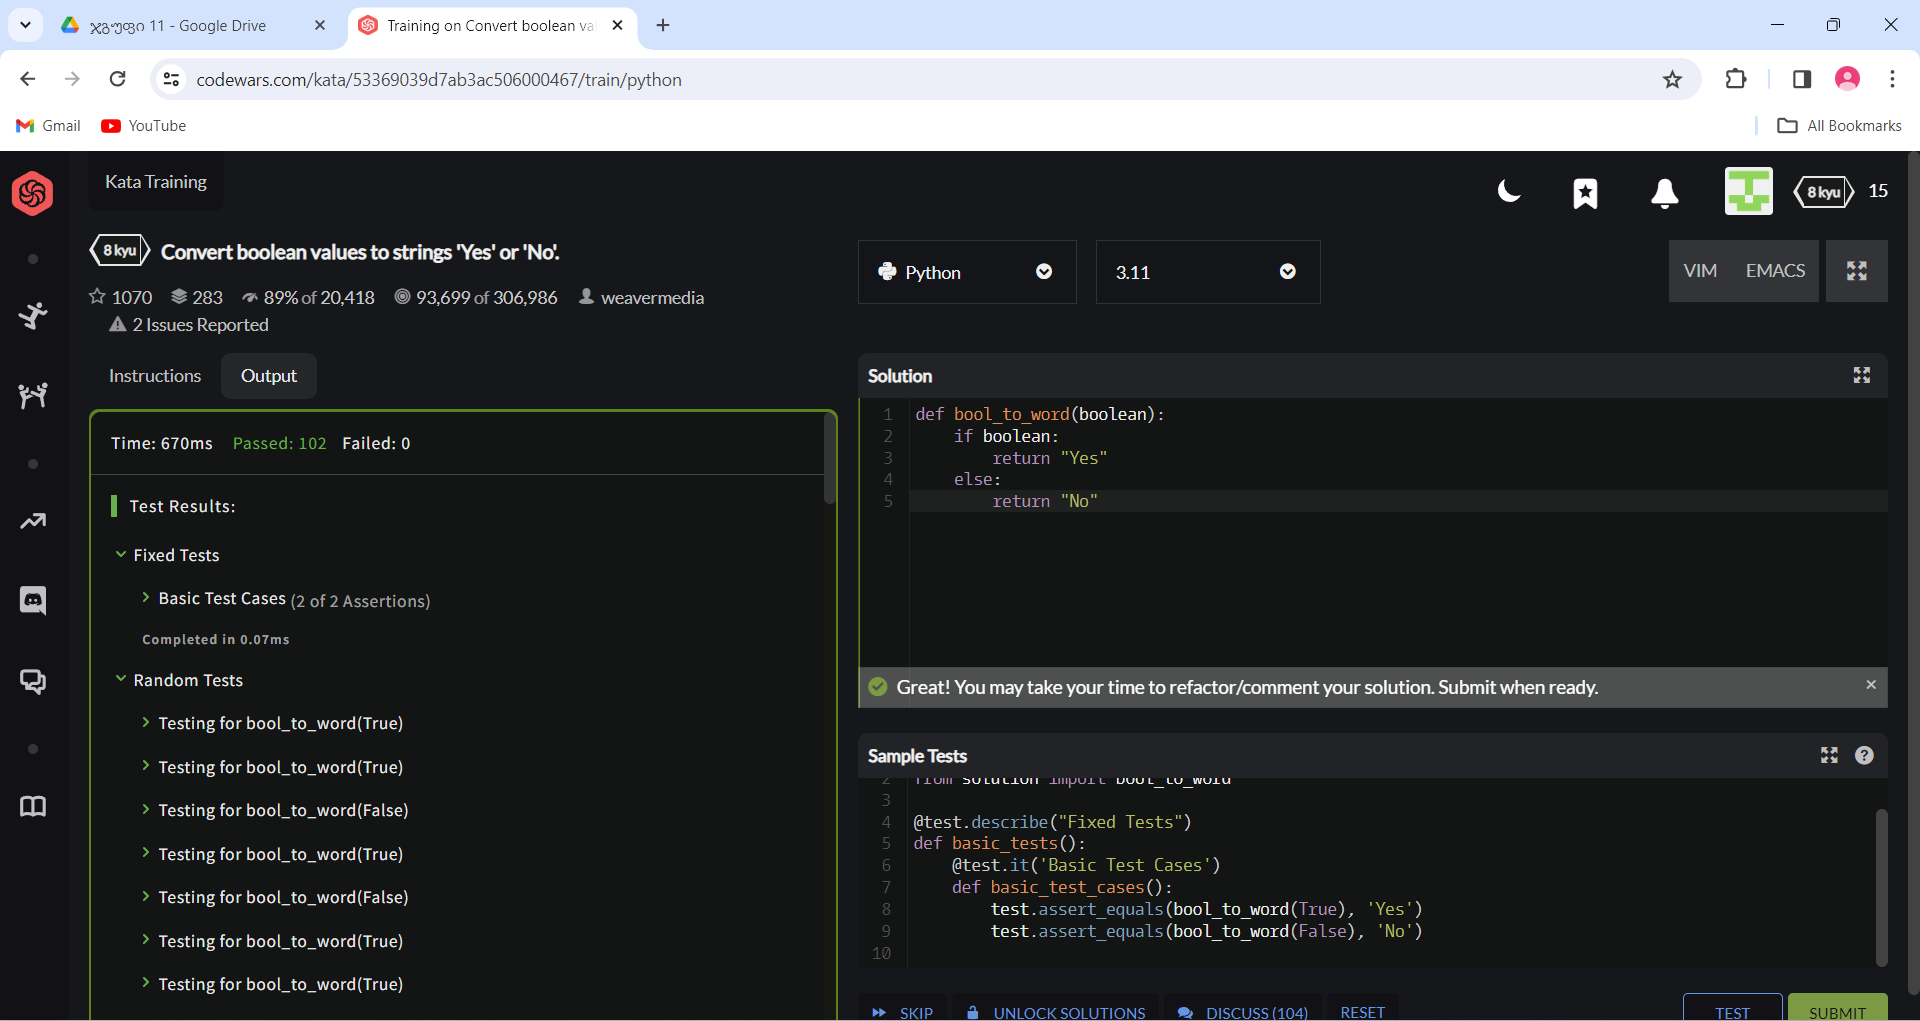 ჯგუფი 11 - Google Drive
Training on Convert boolean va
codewars.com/kata/53369039d7ab3ac506000467/train/python
Gmail
YouTube
All Bookmarks
Kata Training
8 kyu
15
8 kyu
Convert boolean values to strings 'Yes' or 'No'.
1070 283 89% of 20,418 93,699 of 306,986 weavermedia
2 Issues Reported
Python
3.11
VIM
EMACS
Instructions
Output
Time: 670ms Passed: 102 Failed: 0
Test Results:
Fixed Tests
Basic Test Cases (2 of 2 Assertions)
Completed in 0.07ms
Random Tests
Testing for bool_to_word(True)
Testing for bool_to_word(True)
Testing for bool_to_word(False)
Testing for bool_to_word(True)
Testing for bool_to_word(False)
Testing for bool_to_word(True)
Testing for bool_to_word(True)
Solution
1 def bool_to_word(boolean):
2 if boolean:
3 return "Yes"
4 else:
5 return "No"
Great! You may take your time to refactor/comment your solution. Submit when ready.
Sample Tests
2 from solution import bool_to_word
3
4 @test.describe("Fixed Tests")
5 def basic_tests():
6 @test.it('Basic Test Cases')
7 def basic_test_cases():
8 test.assert_equals(bool_to_word(True), 'Yes')
9 test.assert_equals(bool_to_word(False), 'No')
10
SKIP
UNLOCK SOLUTIONS
DISCUSS (104)
RESET
TEST
SUBMIT